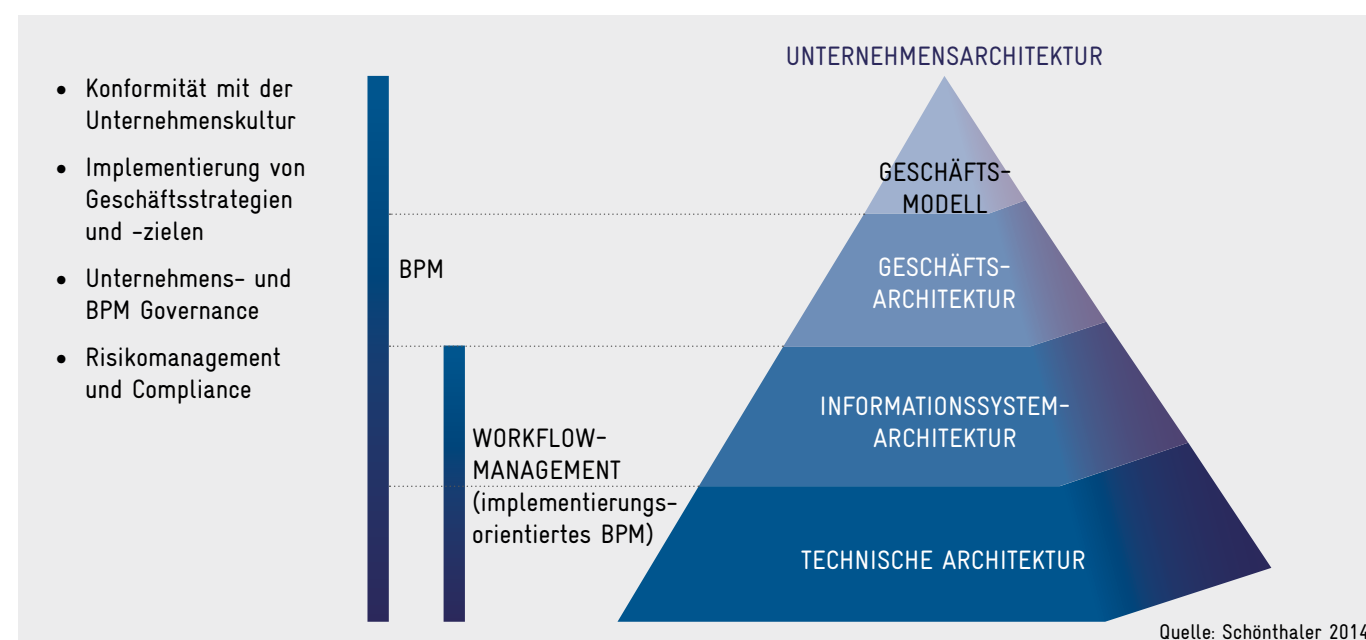 • Konformität mit der
Unternehmenskultur
• Implementierung von
Geschäftsstrategien
und -zielen
• Unternehmens- und
BPM Governance
• Risikomanagement
und Compliance
BPM
WORKFLOW-
MANAGEMENT
(implementierungs-
orientiertes BPM)
UNTERNEHMENSARCHITEKTUR
GESCHÄFTS-
MODELL
GESCHÄFTS-
ARCHITEKTUR
INFORMATIONSSYSTEM-
ARCHITEKTUR
TECHNISCHE ARCHITEKTUR
Quelle: Schönthaler 2014